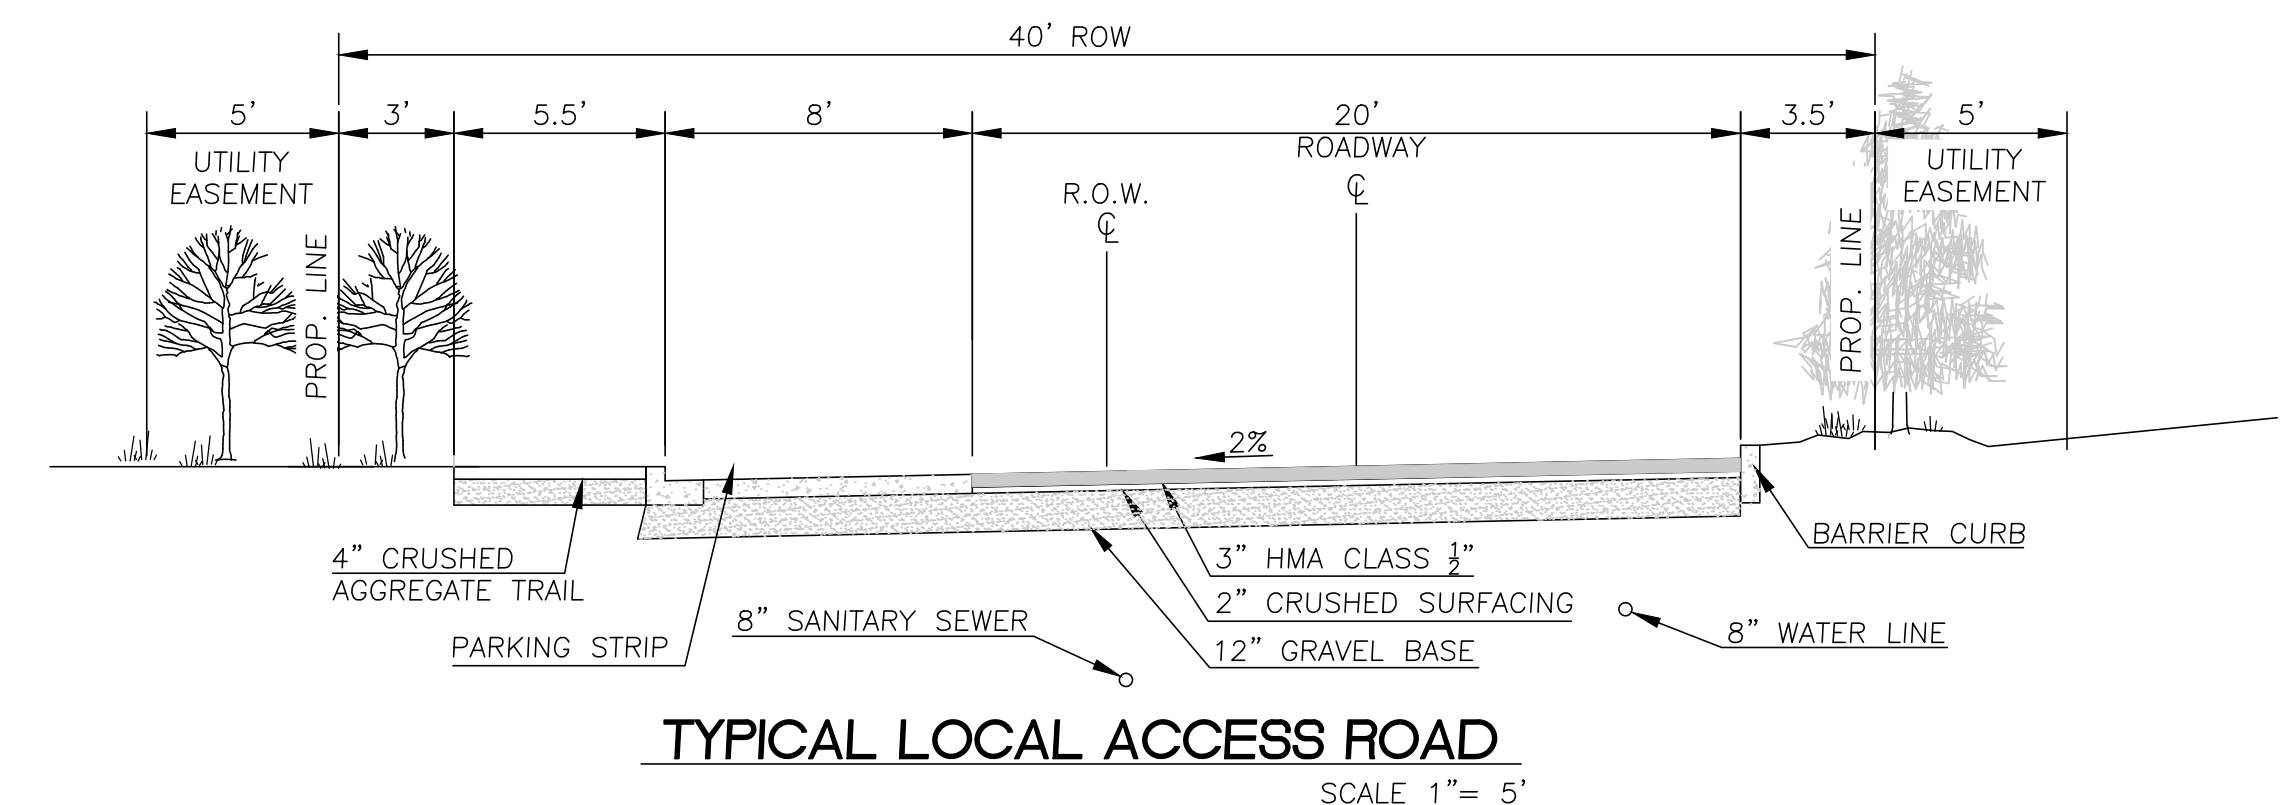 40' ROW
5'
3'
5.5'
8'
20'
3.5'
5'
ROADWAY
℄
UTILITY
EASEMENT
R.O.W.
℄
UTILITY
EASEMENT
PROP. LINE
PROP. LINE
2%
4" CRUSHED
AGGREGATE TRAIL
PARKING STRIP
8" SANITARY SEWER
3" HMA CLASS 1/2"
2" CRUSHED SURFACING
12" GRAVEL BASE
BARRIER CURB
8" WATER LINE
TYPICAL LOCAL ACCESS ROAD
SCALE 1"= 5'